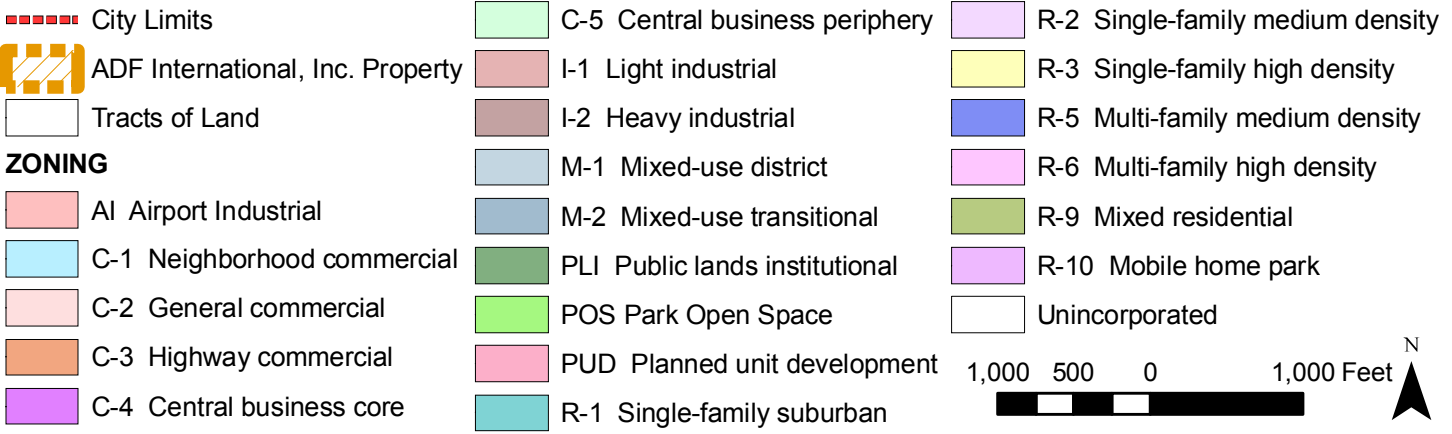 City Limits
ADF International, Inc. Property
Tracts of Land
ZONING
AI Airport Industrial
C-1 Neighborhood commercial
C-2 General commercial
C-3 Highway commercial
C-4 Central business core
C-5 Central business periphery
I-1 Light industrial
I-2 Heavy industrial
M-1 Mixed-use district
M-2 Mixed-use transitional
PLI Public lands institutional
POS Park Open Space
PUD Planned unit development
R-1 Single-family suburban
R-2 Single-family medium density
R-3 Single-family high density
R-5 Multi-family medium density
R-6 Multi-family high density
R-9 Mixed residential
R-10 Mobile home park
Unincorporated
N
1,000 500 0 1,000 Feet